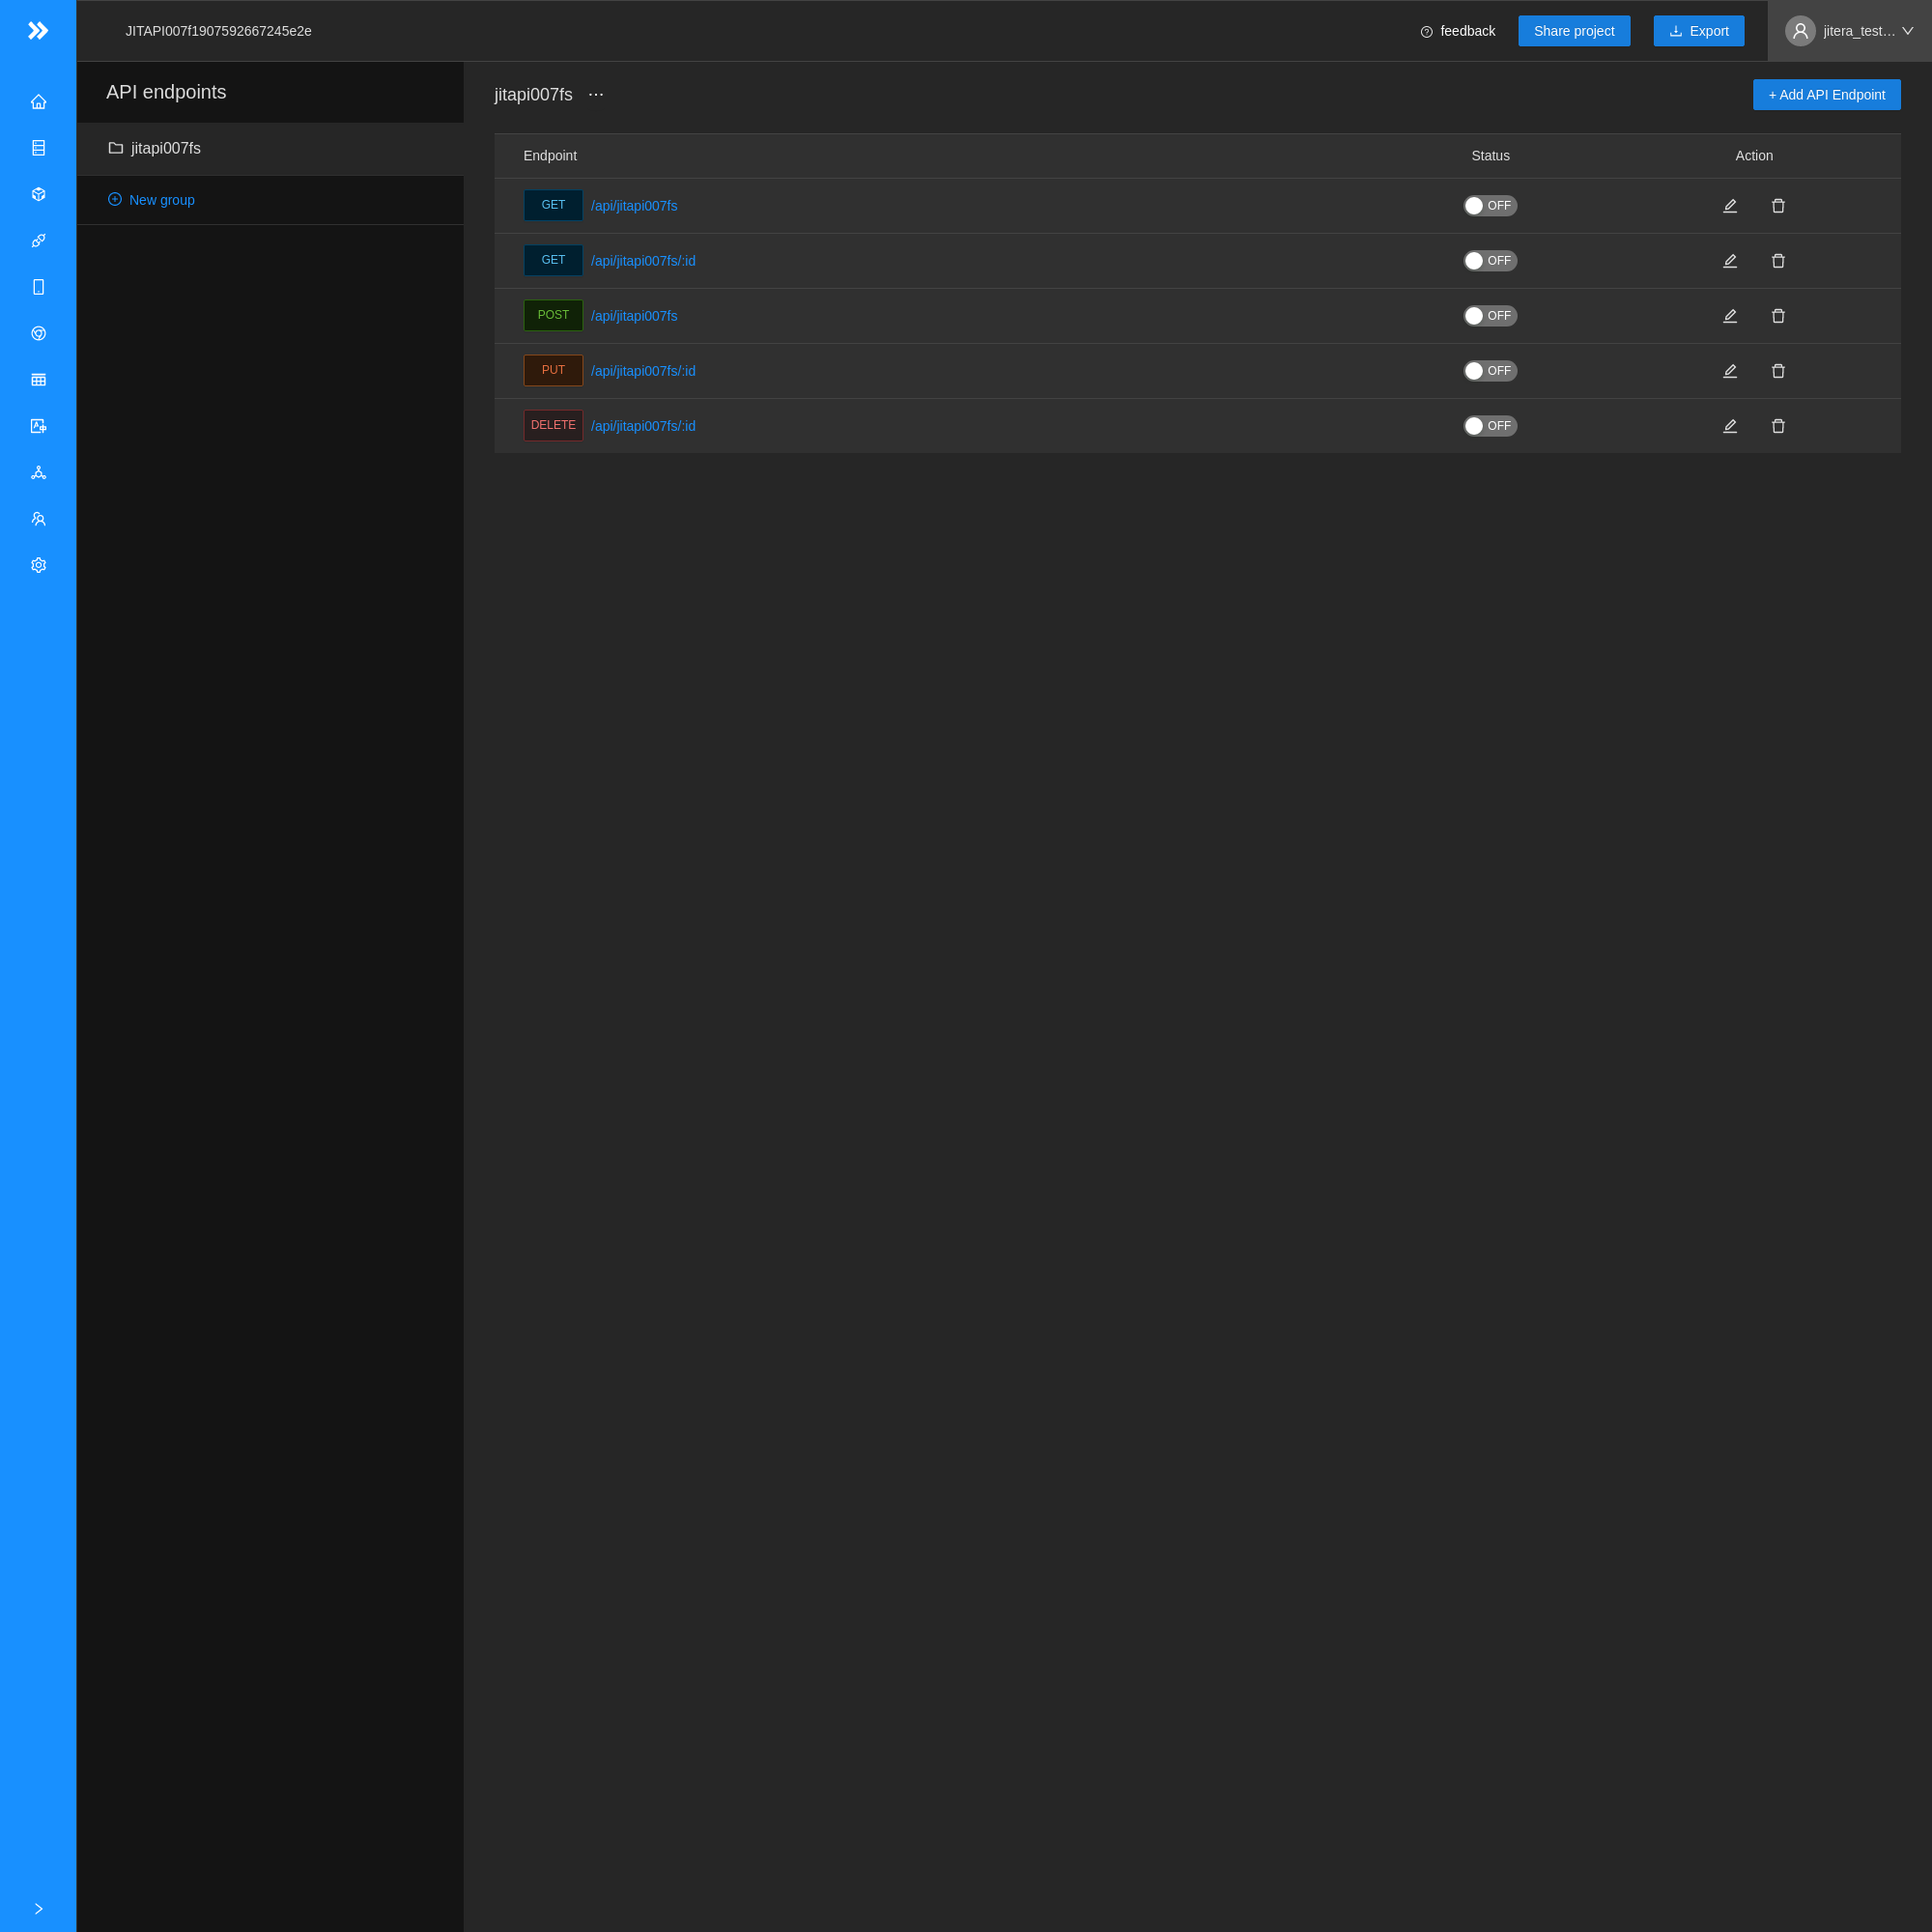 JITAPI007f1907592667245e2e
feedback
Share project
Export
jitera_test…
API endpoints
jitapi007fs
New group
jitapi007fs ···
+ Add API Endpoint
Endpoint Status Action
GET /api/jitapi007fs OFF
GET /api/jitapi007fs/:id OFF
POST /api/jitapi007fs OFF
PUT /api/jitapi007fs/:id OFF
DELETE /api/jitapi007fs/:id OFF